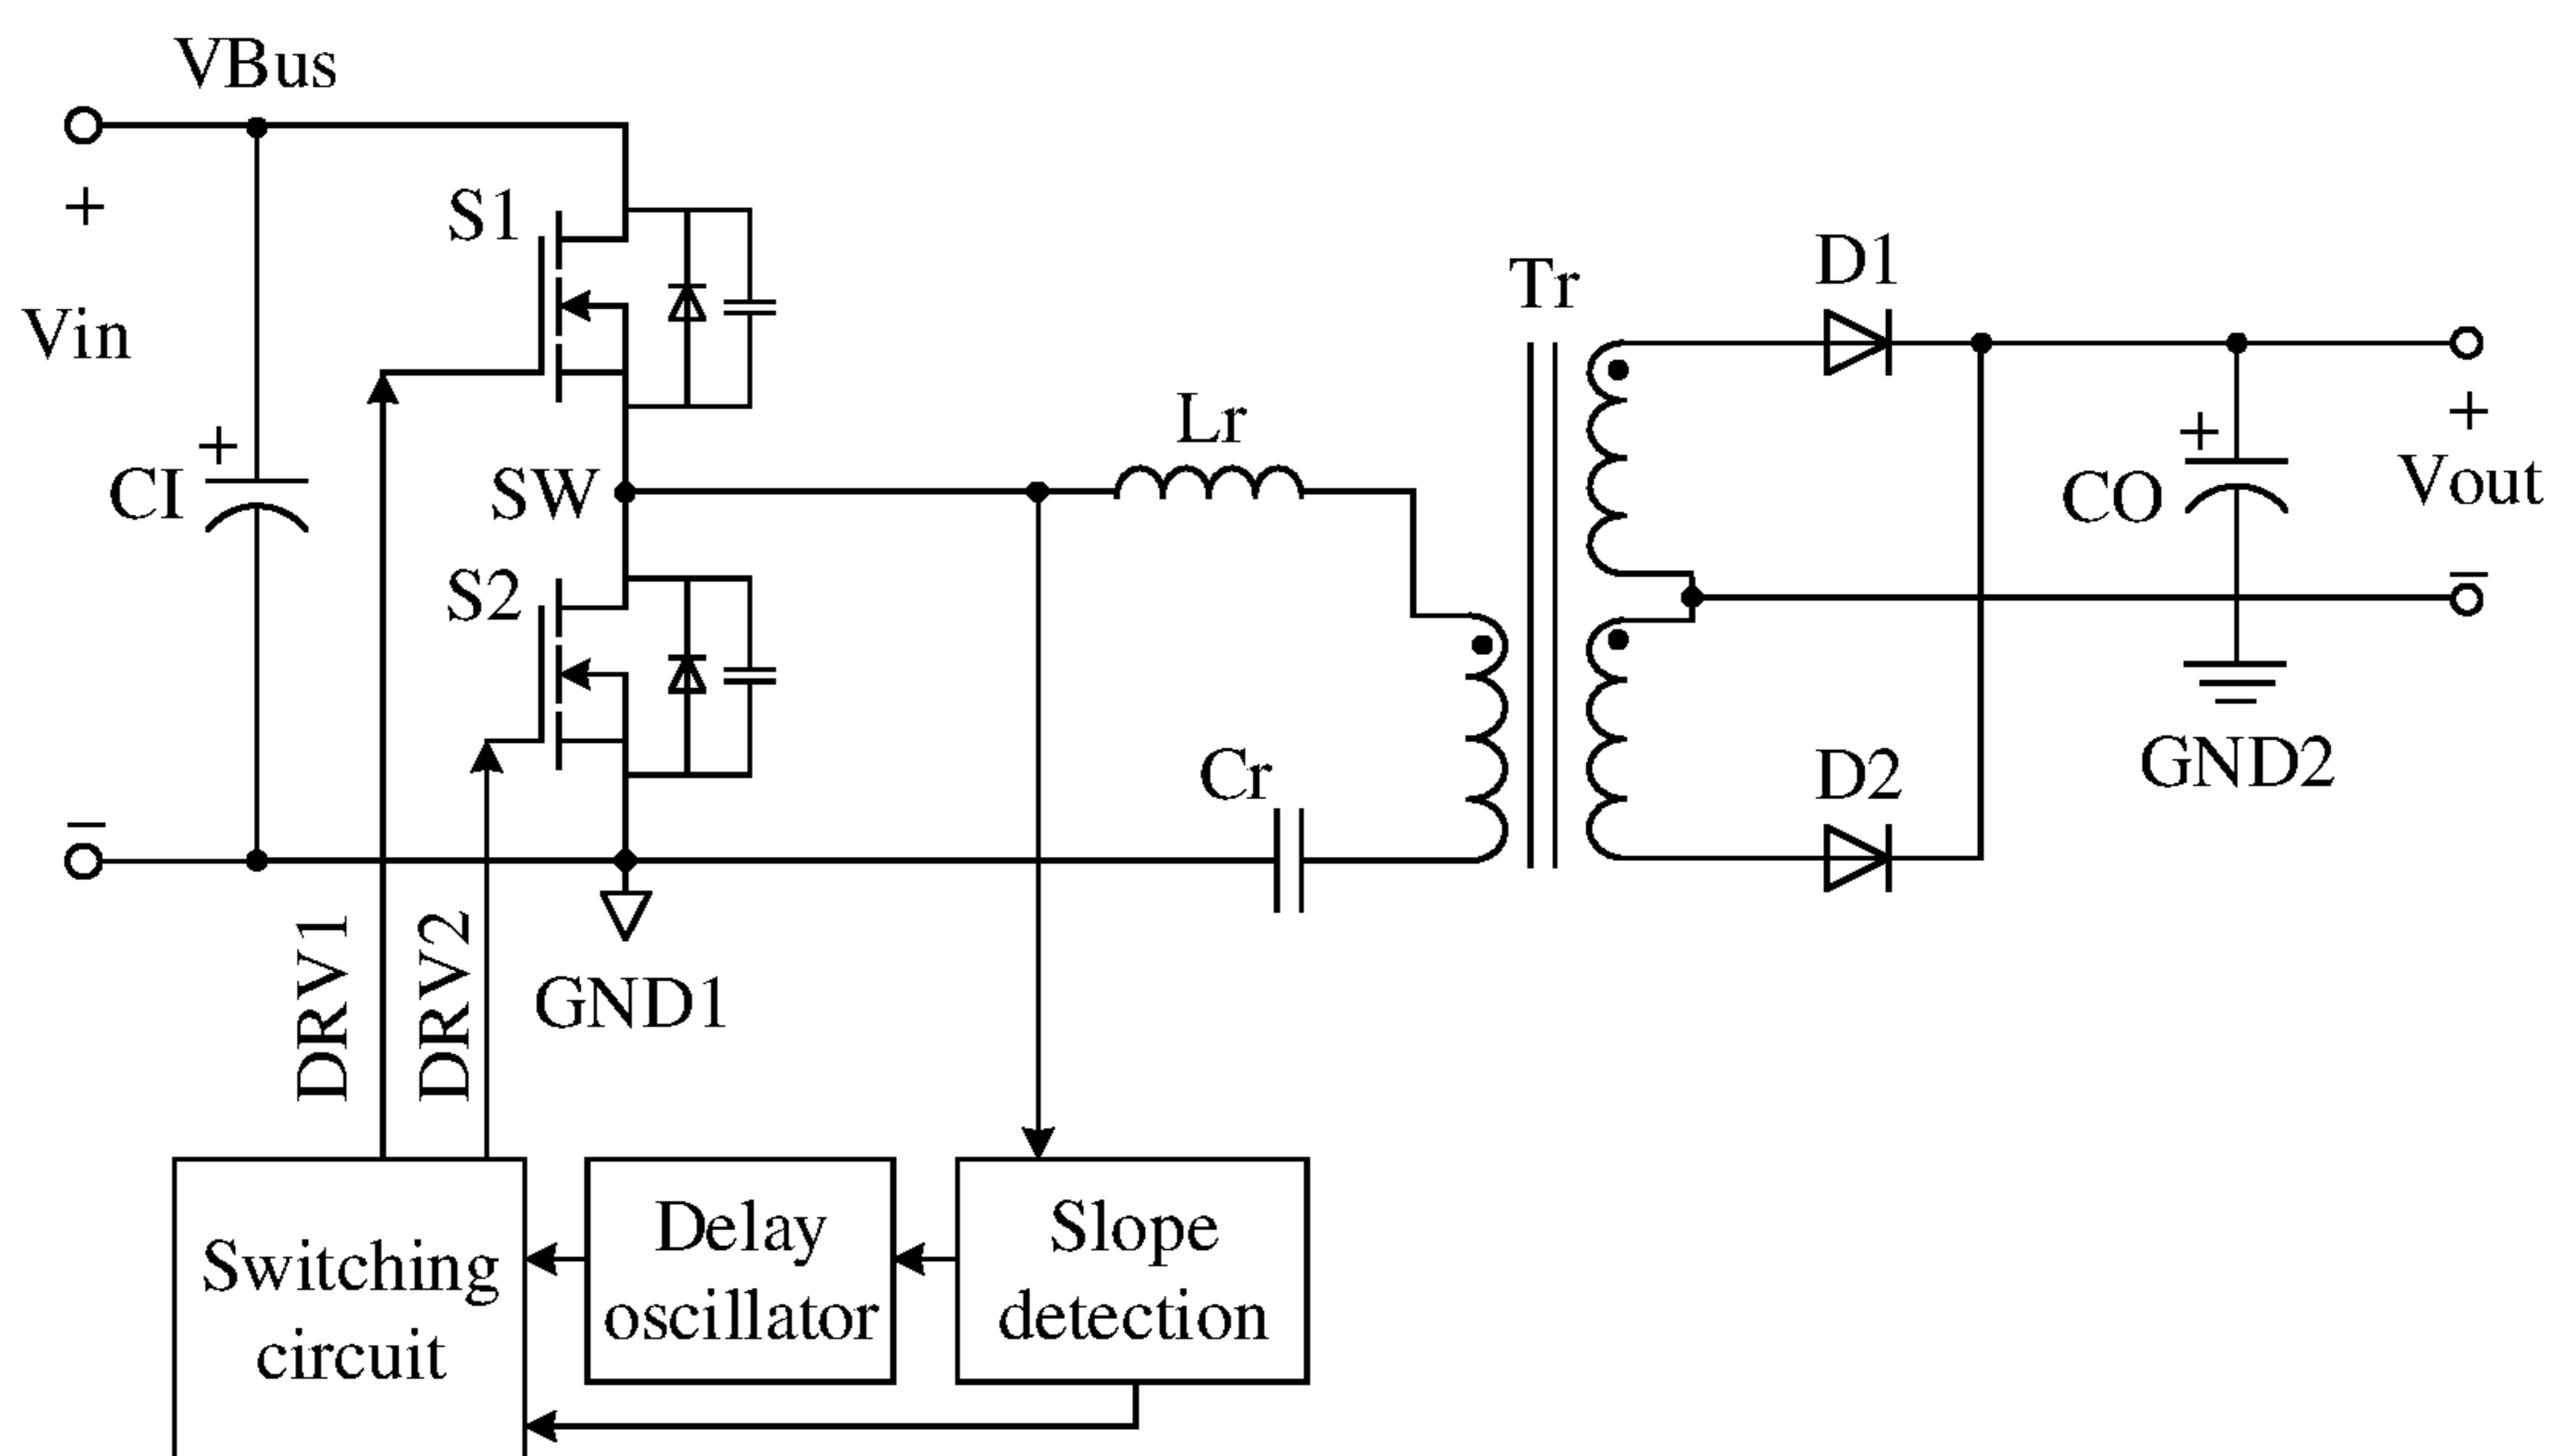 VBus
+
S1
D1
Tr
Vin
Lr
+
+
+
CI
SW
CO
Vout
S2
−
Cr
D2
GND2
−
DRV1
DRV2
GND1
Switching
circuit
Delay
oscillator
Slope
detection